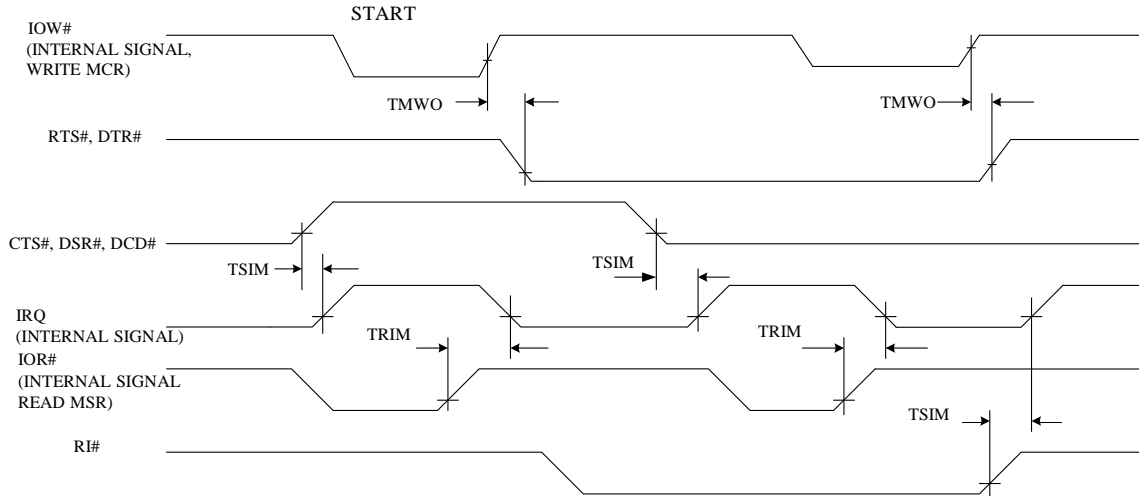 START
IOW#
(INTERNAL SIGNAL,
WRITE MCR)
TMWO
TMWO
RTS#, DTR#
CTS#, DSR#, DCD#
TSIM
TSIM
IRQ
(INTERNAL SIGNAL)
TRIM
TRIM
IOR#
(INTERNAL SIGNAL
READ MSR)
TSIM
RI#